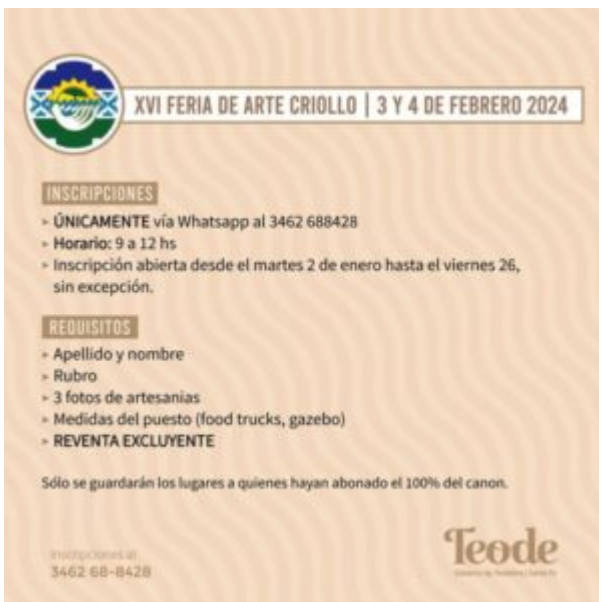 XVI FERIA DE ARTE CRIOLLO | 3 Y 4 DE FEBRERO 2024
INSCRIPCIONES
▸ ÚNICAMENTE vía Whatsapp al 3462 688428
▸ Horario: 9 a 12 hs
▸ Inscripción abierta desde el martes 2 de enero hasta el viernes 26,
sin excepción.
REQUISITOS
▸ Apellido y nombre
▸ Rubro
▸ 3 fotos de artesanias
▸ Medidas del puesto (food trucks, gazebo)
▸ REVENTA EXCLUYENTE
Sólo se guardarán los lugares a quienes hayan abonado el 100% del canon.
Teode
Inscripciones al
3462 68-8428